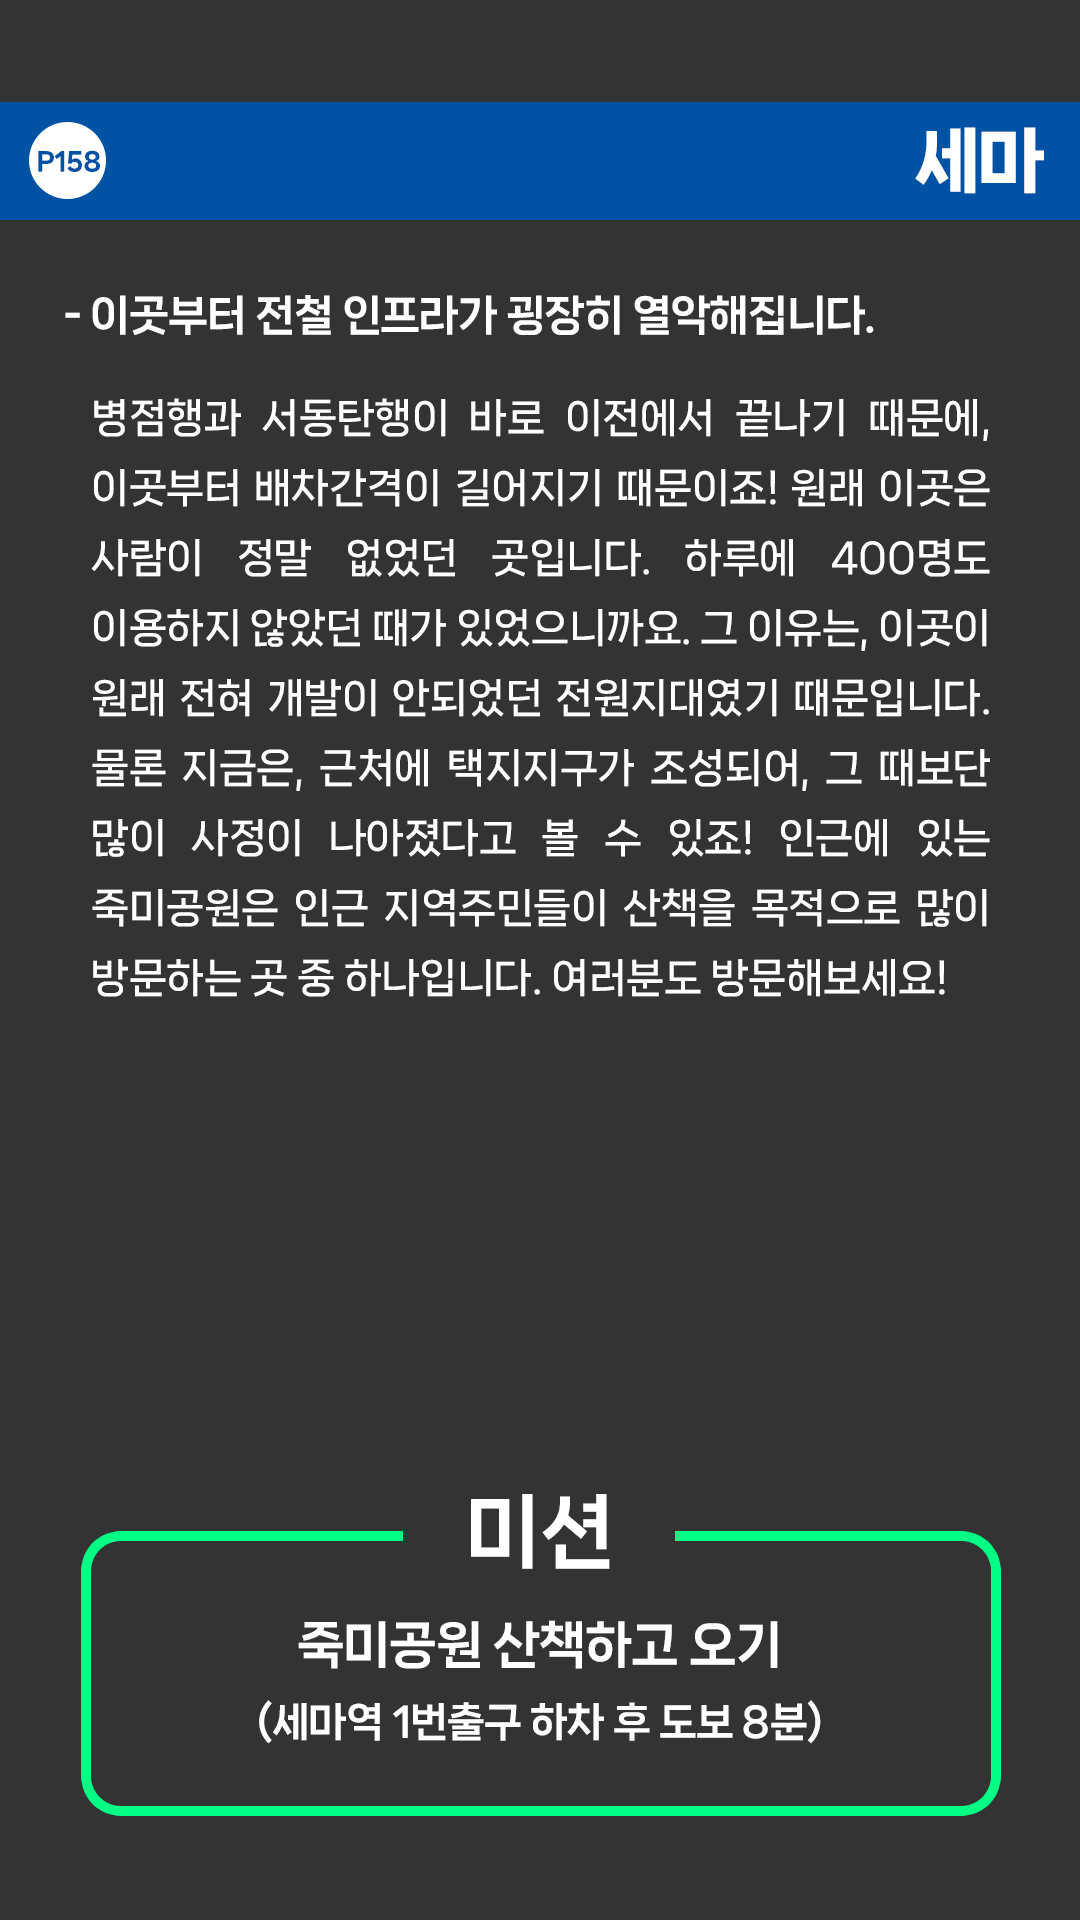 P158
세마
- 이곳부터 전철 인프라가 굉장히 열악해집니다.
병점행과 서동탄행이 바로 이전에서 끝나기 때문에,
이곳부터 배차간격이 길어지기 때문이죠! 원래 이곳은
사람이 정말 없었던 곳입니다. 하루에 400명도
이용하지 않았던 때가 있었으니까요. 그 이유는, 이곳이
원래 전혀 개발이 안되었던 전원지대였기 때문입니다.
물론 지금은, 근처에 택지지구가 조성되어, 그 때보단
많이 사정이 나아졌다고 볼 수 있죠! 인근에 있는
죽미공원은 인근 지역주민들이 산책을 목적으로 많이
방문하는 곳 중 하나입니다. 여러분도 방문해보세요!
미션
죽미공원 산책하고 오기
(세마역 1번출구 하차 후 도보 8분)